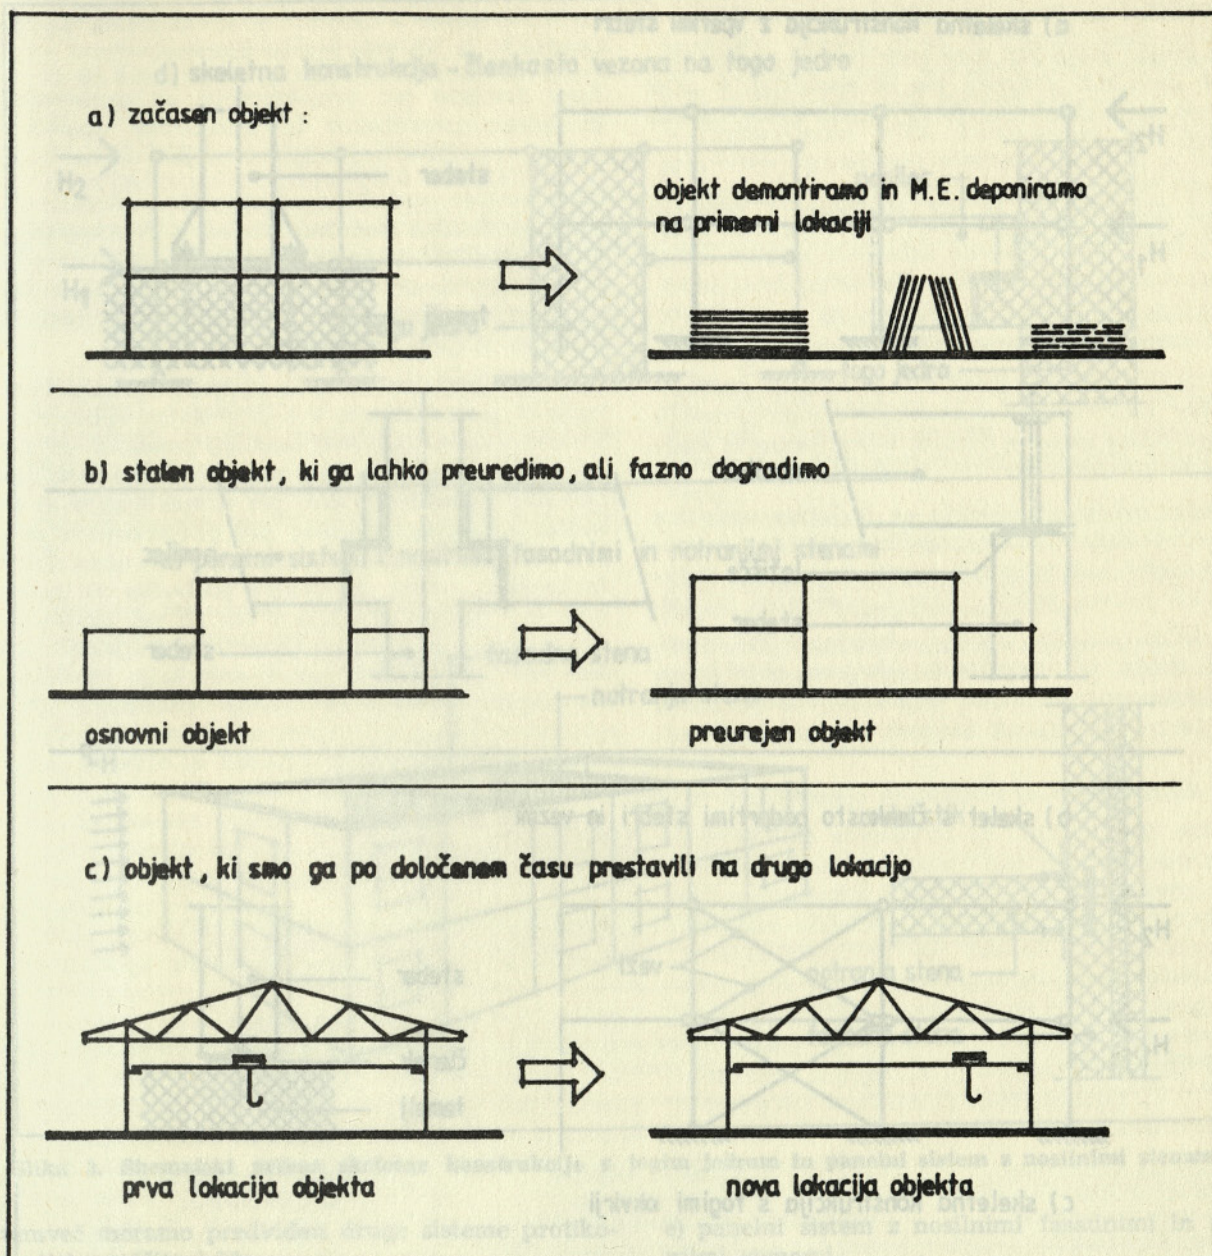 a) začasen objekt :
objekt demontiramo in M.E. deponiramo
na primerni lokaciji
b) stalen objekt, ki ga lahko preuredimo, ali fazno dogradimo
osnovni objekt
preurejen objekt
c) objekt, ki smo ga po določenem času prestavili na drugo lokacijo
prva lokacija objekta
nova lokacija objekta